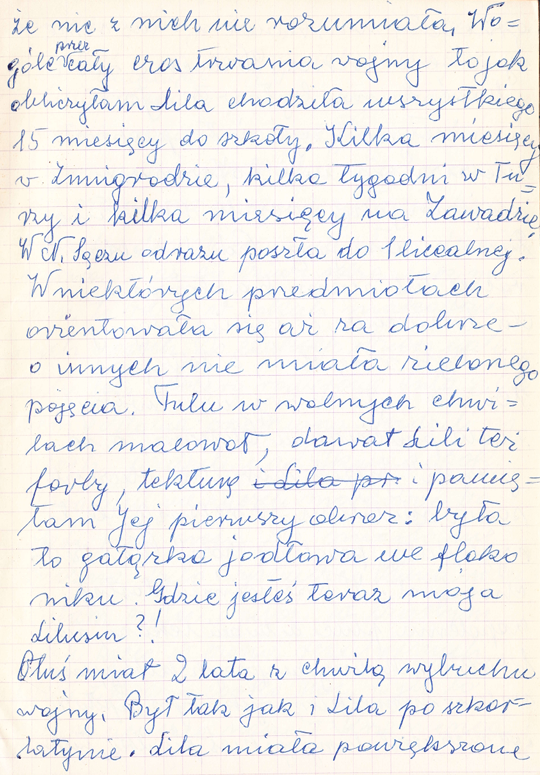 że nic z nich nie rozumiała. Wo=
góle przez cały czas trwania wojny to jak
obliczyłam Lila chodziła wszystkiego
15 miesięcy do szkoły. Kilka miesięcy
w Żmigrodzie, kilka tygodni w Tu=
rzy i kilka miesięcy na Zawadzie.
W N. Sączu odrazu poszła do I licealnej.
W niektórych przedmiotach
orientowała się aż za dobrze –
o innych nie miała zielonego
pojęcia. Tulu w wolnych chwi=
lach malował, dawał Lili też
farby, tekturę i Lila pr. i pamię=
tam Jej pierwszy obraz: była
to gałązka jodłowa we flako
niku. Gdzie jesteś teraz moja
Lilusiu?!
Otuś miał 2 lata z chwilą wybuchu
wojny. Był tak jak i Lila po szkar=
latynie. Lila miała powiększone